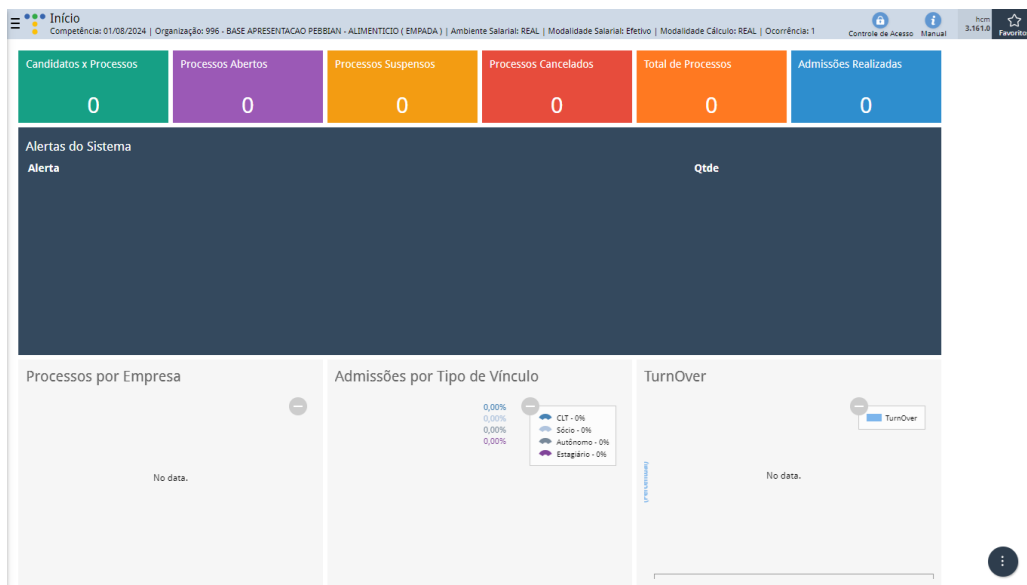 Início
Competência: 01/08/2024 | Organização: 996 - BASE APRESENTACAO PEBBIAN - ALIMENTICIO ( EMPADA ) | Ambiente Salarial: REAL | Modalidade Salarial: Efetivo | Modalidade Cálculo: REAL | Ocorrência: 1
Controle de Acesso
Manual
hcm
3.161.0
Favorito
Candidatos x Processos
0
Processos Abertos
0
Processos Suspensos
0
Processos Cancelados
0
Total de Processos
0
Admissões Realizadas
0
Alertas do Sistema
Alerta Qtde
Processos por Empresa
No data.
Admissões por Tipo de Vínculo
0,00%
0,00%
0,00%
0,00%
CLT - 0%
Sócio - 0%
Autônomo - 0%
Estagiário - 0%
TurnOver
TurnOver
No data.